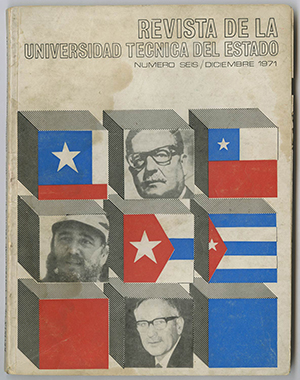 REVISTA DE LA
UNIVERSIDAD TECNICA DEL ESTADO
NUMERO SEIS / DICIEMBRE 1971